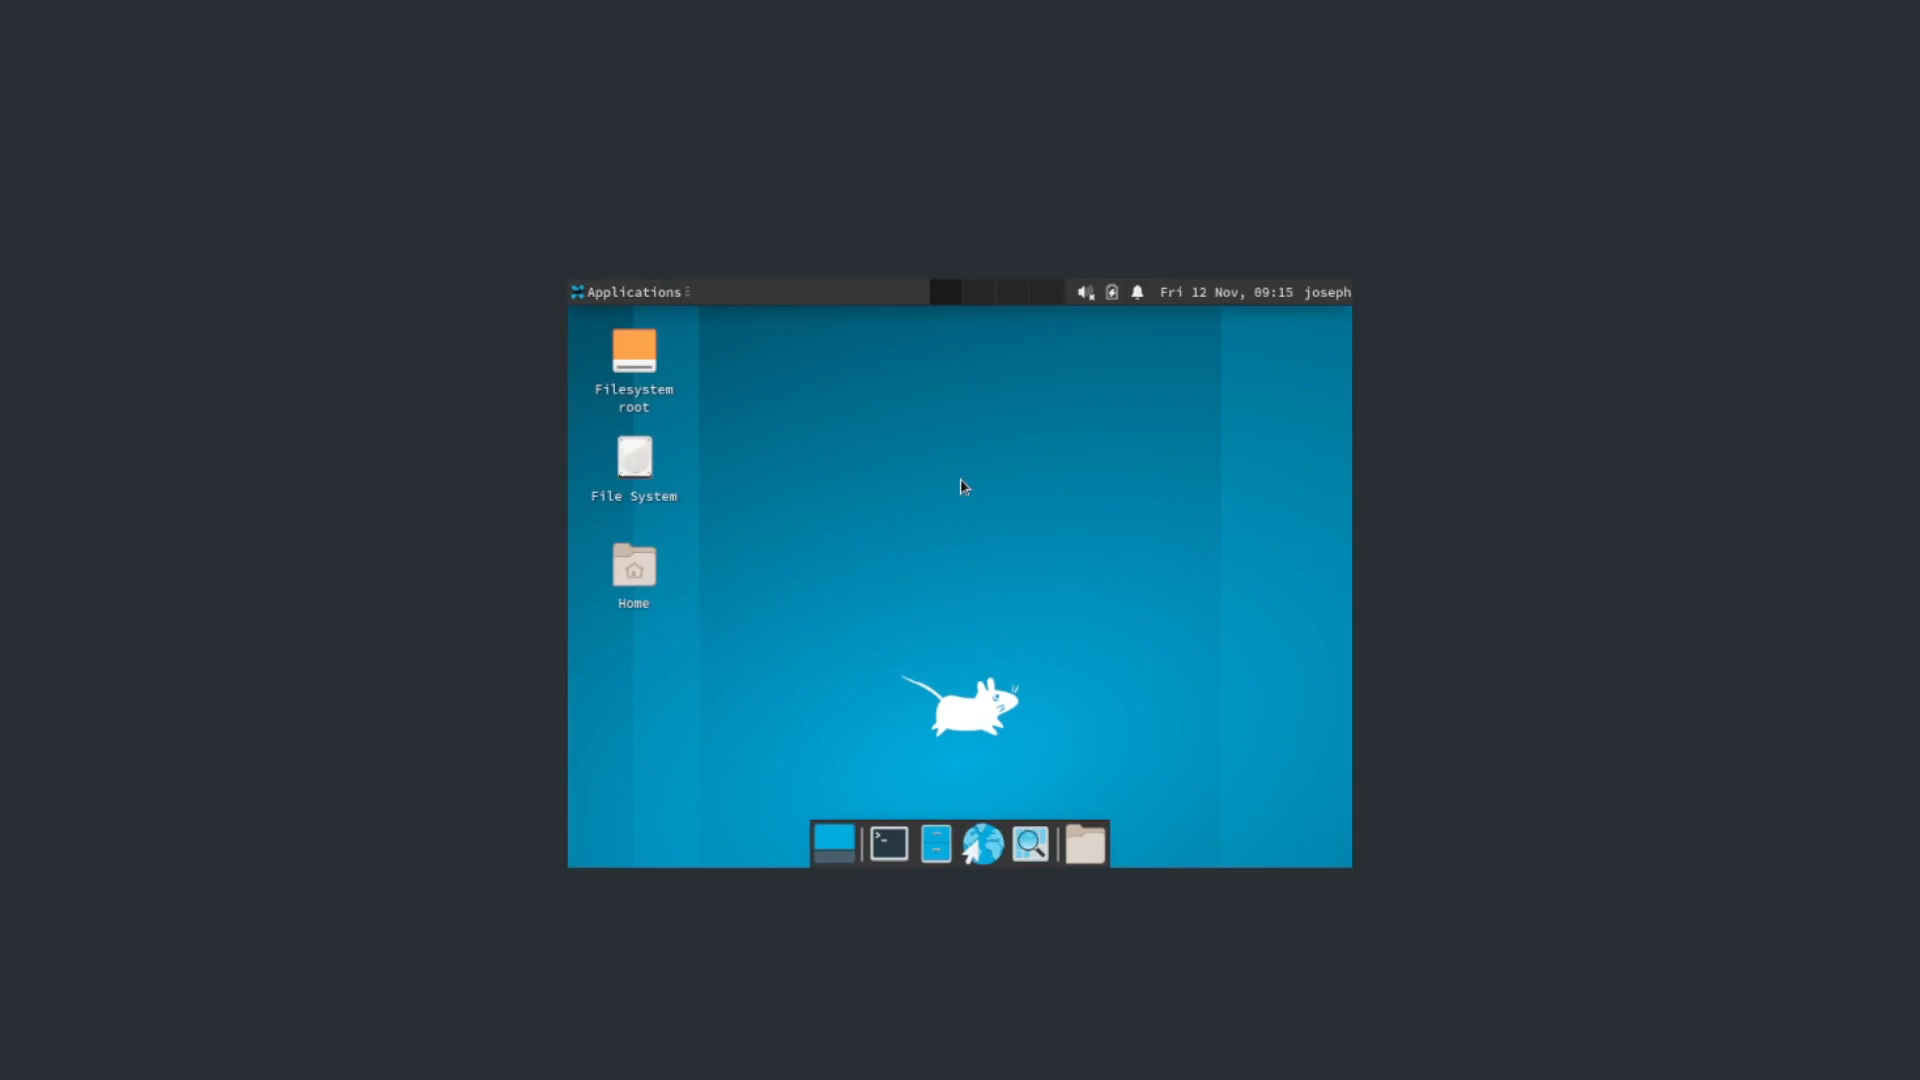 Applications
Fri 12 Nov, 09:15 joseph
Filesystem
root
File System
Home